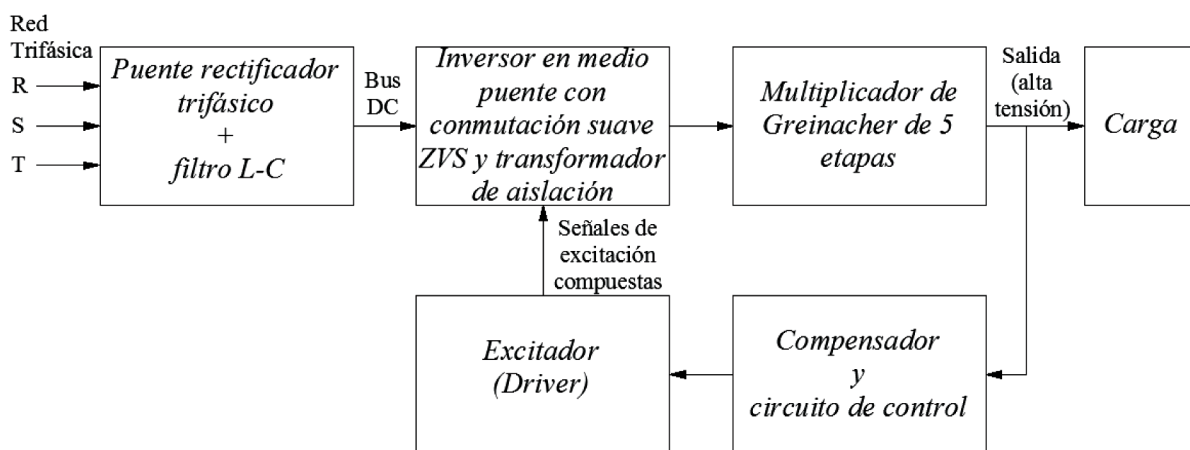 Red
Trifásica
R
S
T
Puente rectificador
trifásico
+
filtro L-C
Bus
DC
Inversor en medio
puente con
conmutación suave
ZVS y transformador
de aislación
Multiplicador de
Greinacher de 5
etapas
Salida
(alta
tensión)
Carga
Señales de
excitación
compuestas
Excitador
(Driver)
Compensador
y
circuito de control